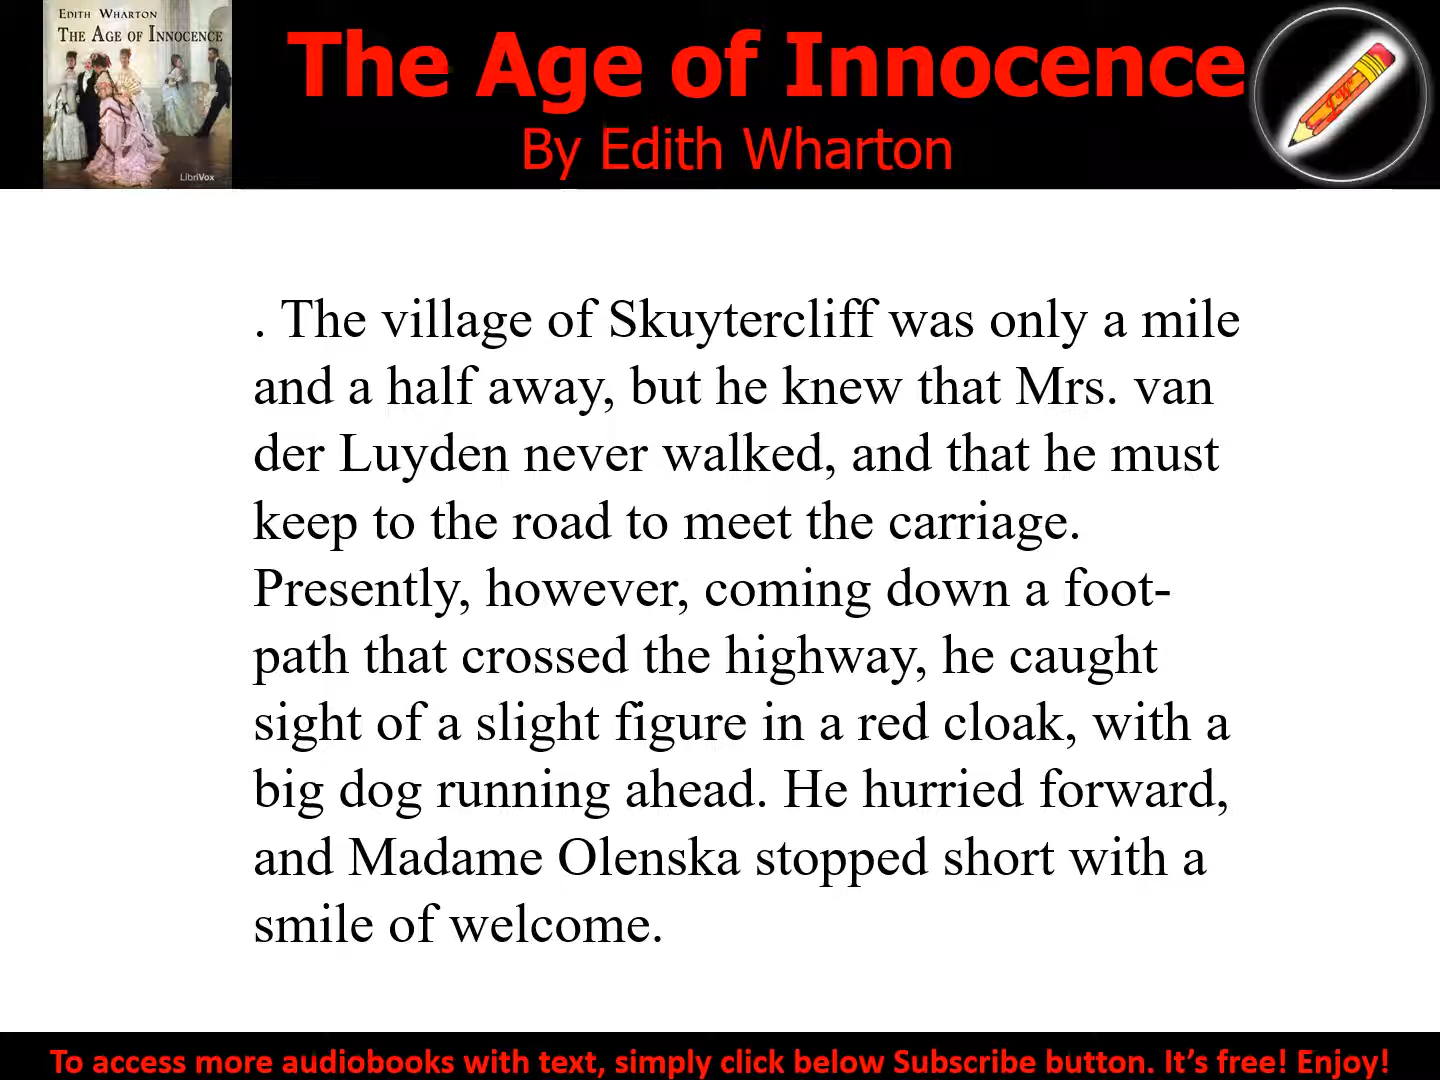 EDITH WHARTON
THE AGE OF INNOCENCE
LibriVox
The Age of Innocence
By Edith Wharton
. The village of Skuytercliff was only a mile
and a half away, but he knew that Mrs. van
der Luyden never walked, and that he must
keep to the road to meet the carriage.
Presently, however, coming down a foot-
path that crossed the highway, he caught
sight of a slight figure in a red cloak, with a
big dog running ahead. He hurried forward,
and Madame Olenska stopped short with a
smile of welcome.
To access more audiobooks with text, simply click below Subscribe button. It’s free! Enjoy!